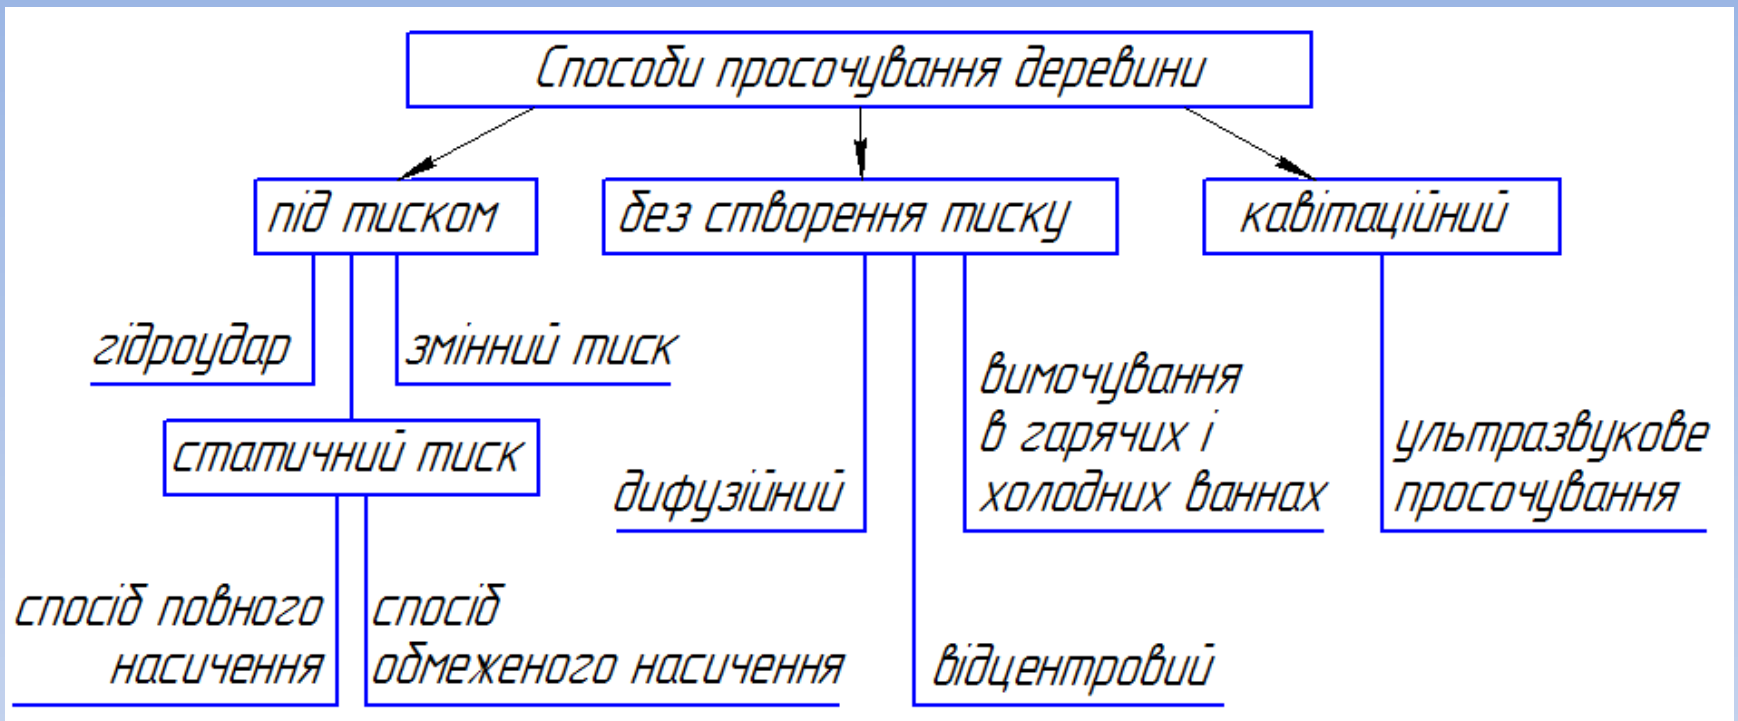 Способи просочування деревини
під тиском
без створення тиску
кавітаційний
гідроудар
змінний тиск
статичний тиск
спосіб повного
насичення
спосіб
обмеженого насичення
дифузійний
вимочування
в гарячих і
холодних ваннах
відцентровий
ультразвукове
просочування